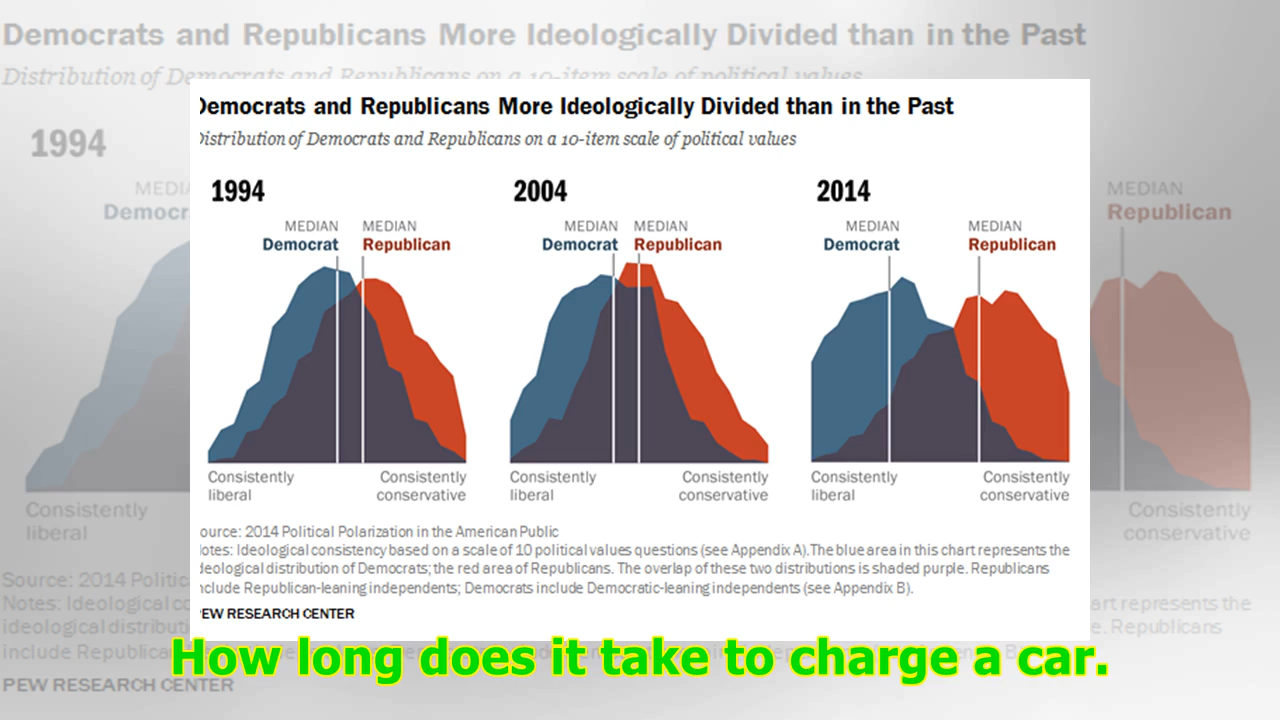 Democrats and Republicans More Ideologically Divided than in the Past
Distribution of Democrats and Republicans on a 10-item scale of political values
1994
MEDIAN
Democrat
MEDIAN
Republican
2004
MEDIAN
Democrat
MEDIAN
Republican
2014
MEDIAN
Democrat
MEDIAN
Republican
Consistently
liberal
Consistently
conservative
Consistently
liberal
Consistently
conservative
Consistently
liberal
Consistently
conservative
Source: 2014 Political Polarization in the American Public
Notes: Ideological consistency based on a scale of 10 political values questions (see Appendix A).The blue area in this chart represents the
ideological distribution of Democrats; the red area of Republicans. The overlap of these two distributions is shaded purple. Republicans
include Republican-leaning independents; Democrats include Democratic-leaning independents (see Appendix B).
PEW RESEARCH CENTER
How long does it take to charge a car.